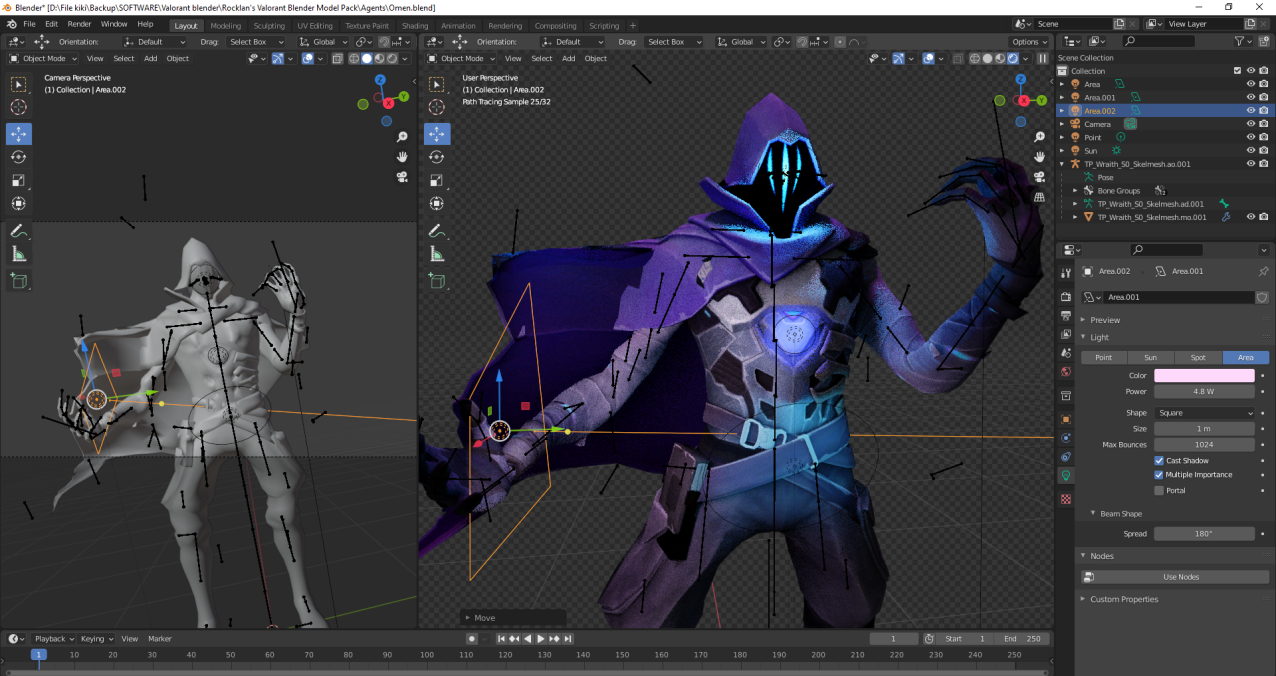 Blender* [D:\File kiki\Backup\SOFTWARE\Valorant blender\Rocklan's Valorant Blender Model Pack\Agents\Omen.blend]
File Edit Render Window Help Layout Modeling Sculpting UV Editing Texture Paint Shading Animation Rendering Compositing Scripting + Scene View Layer
Orientation: Default Drag: Select Box Global Orientation: Default Drag: Select Box Global Options
Object Mode View Select Add Object Object Mode View Select Add Object
Scene Collection
Collection
Area
Area.001
Area.002
Camera
Point
Sun
TP_Wraith_S0_Skelmesh.ao.001
Pose
Bone Groups
TP_Wraith_S0_Skelmesh.ad.001
TP_Wraith_S0_Skelmesh.mo.001
Camera Perspective
(1) Collection | Area.002
Z
Y
X
User Perspective
(1) Collection | Area.002
Path Tracing Sample 25/32
Z
X
Y
Move
Area.002 Area.001
Area.001
Preview
Light
Point Sun Spot Area
Color
Power 4.8 W
Shape Square
Size 1 m
Max Bounces 1024
Cast Shadow
Multiple Importance
Portal
Beam Shape
Spread 180°
Nodes
Use Nodes
Custom Properties
Playback Keying View Marker 1 Start 1 End 250
1 10 20 30 40 50 60 70 80 90 100 110 120 130 140 150 160 170 180 190 200 210 220 230 240 250